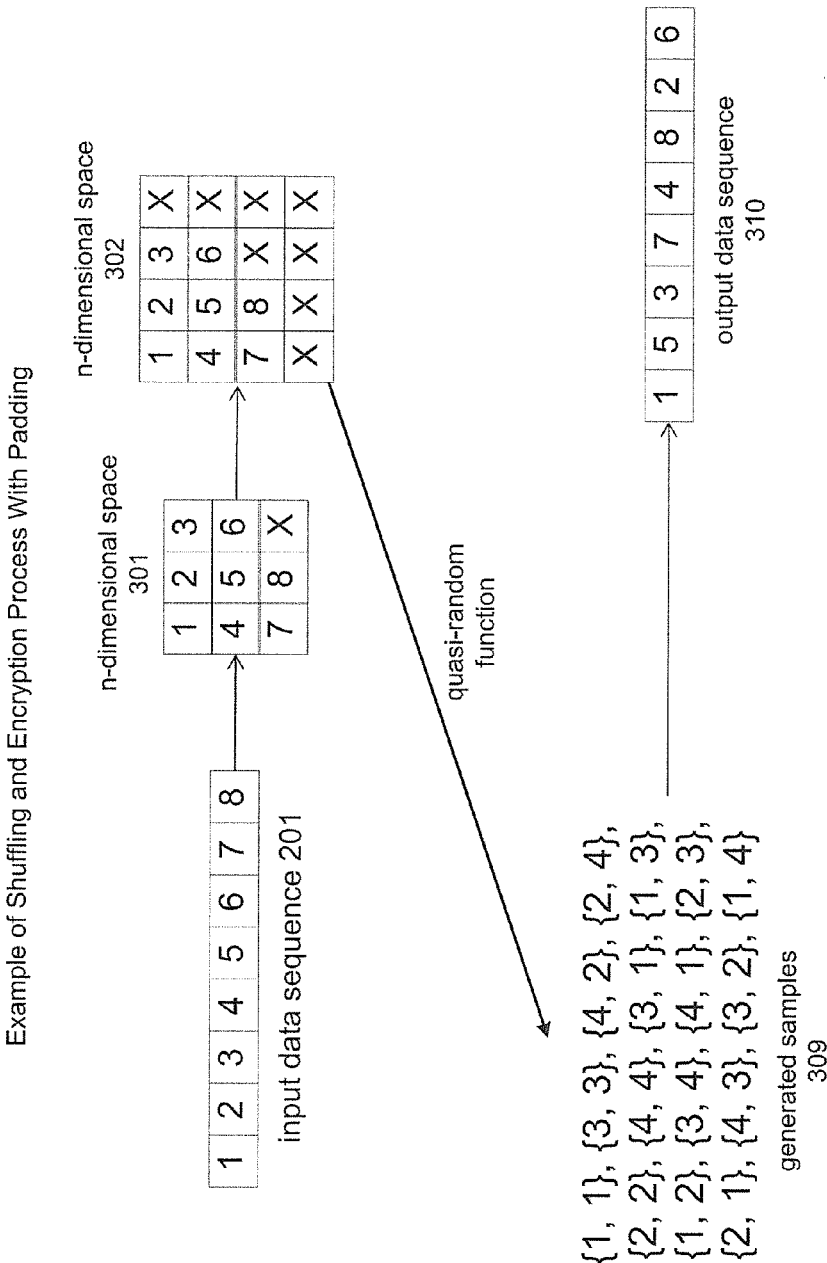 Example of Shuffling and Encryption Process With Padding
1 2 3 4 5 6 7 8
input data sequence 201
n-dimensional space
301
1 2 3
4 5 6
7 8 X
n-dimensional space
302
1 2 3 X
4 5 6 X
7 8 X X
X X X X
quasi-random
function
{1, 1}, {3, 3}, {4, 2}, {2, 4},
{2, 2}, {4, 4}, {3, 1}, {1, 3},
{1, 2}, {3, 4}, {4, 1}, {2, 3},
{2, 1}, {4, 3}, {3, 2}, {1, 4}
generated samples
309
1 5 3 7 4 8 2 6
output data sequence
310